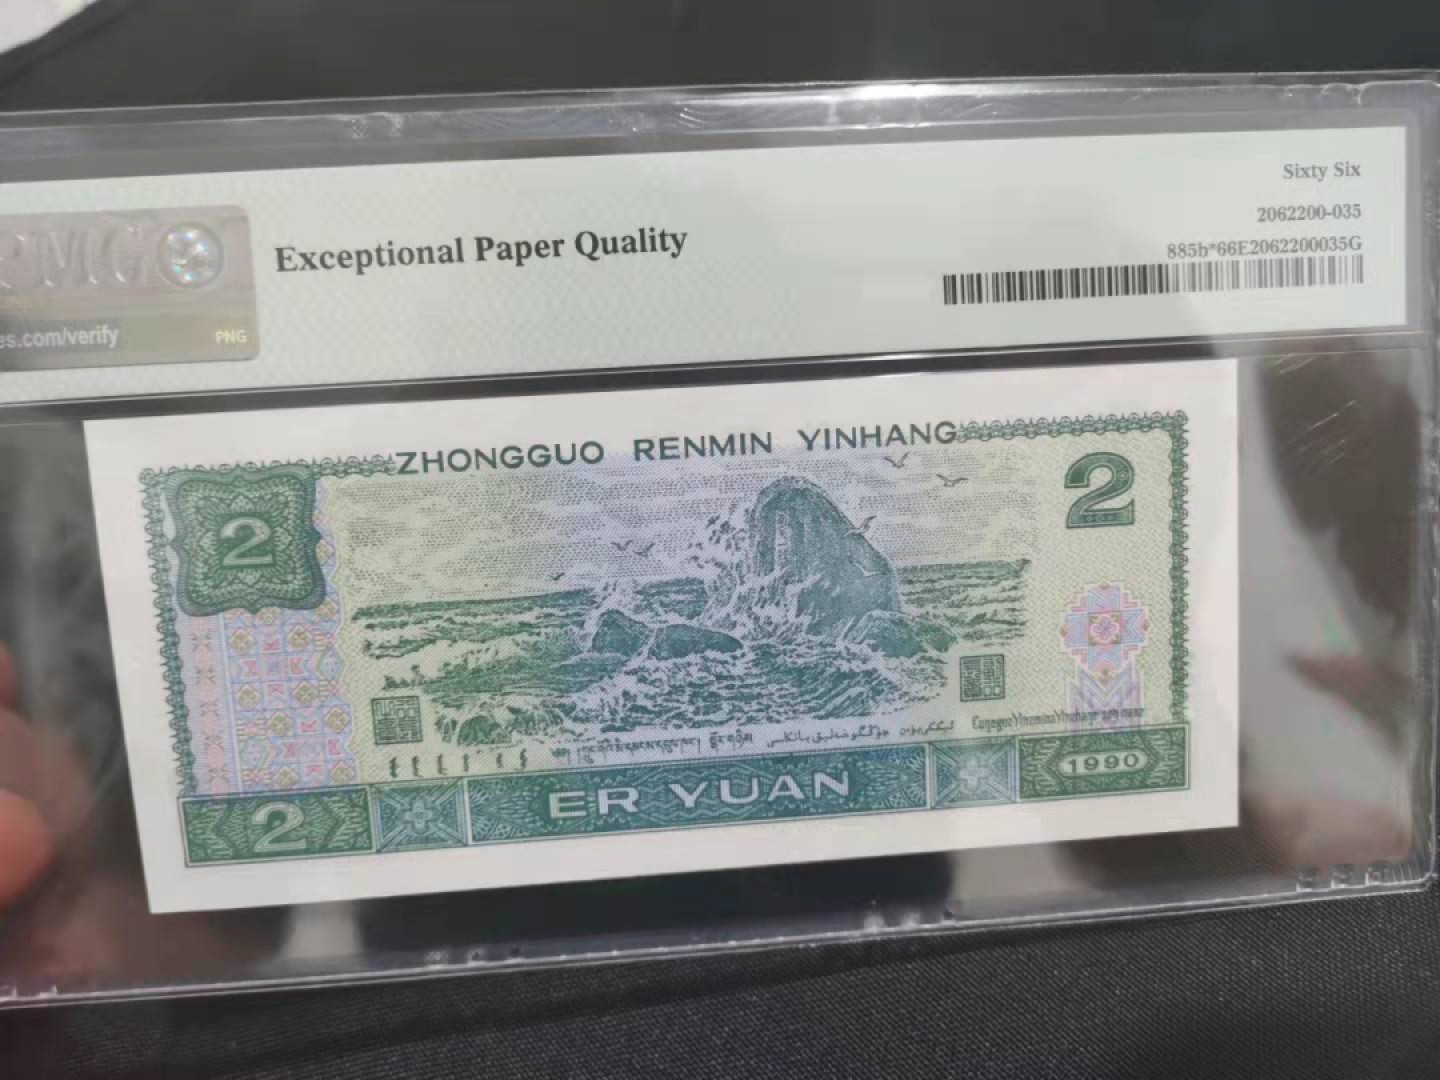 Sixty Six
2062200-035
885b*66E2062200035G
Exceptional Paper Quality
PMG
es.com/verify
PNG
ZHONGGUO RENMIN YINHANG
2
2
1990
ER YUAN
2